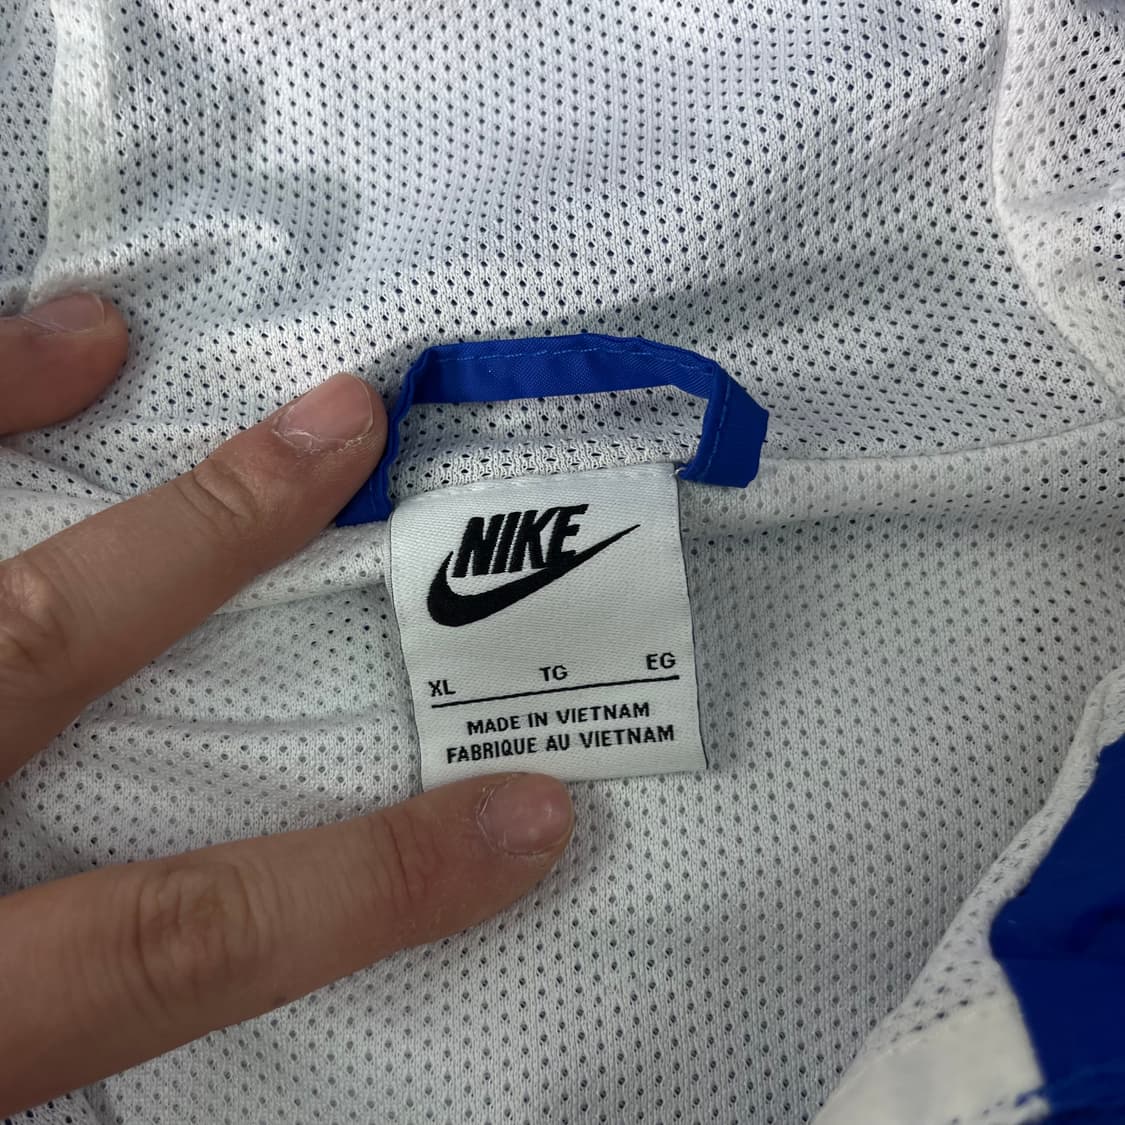 NIKE
XL TG EG
MADE IN VIETNAM
FABRIQUE AU VIETNAM